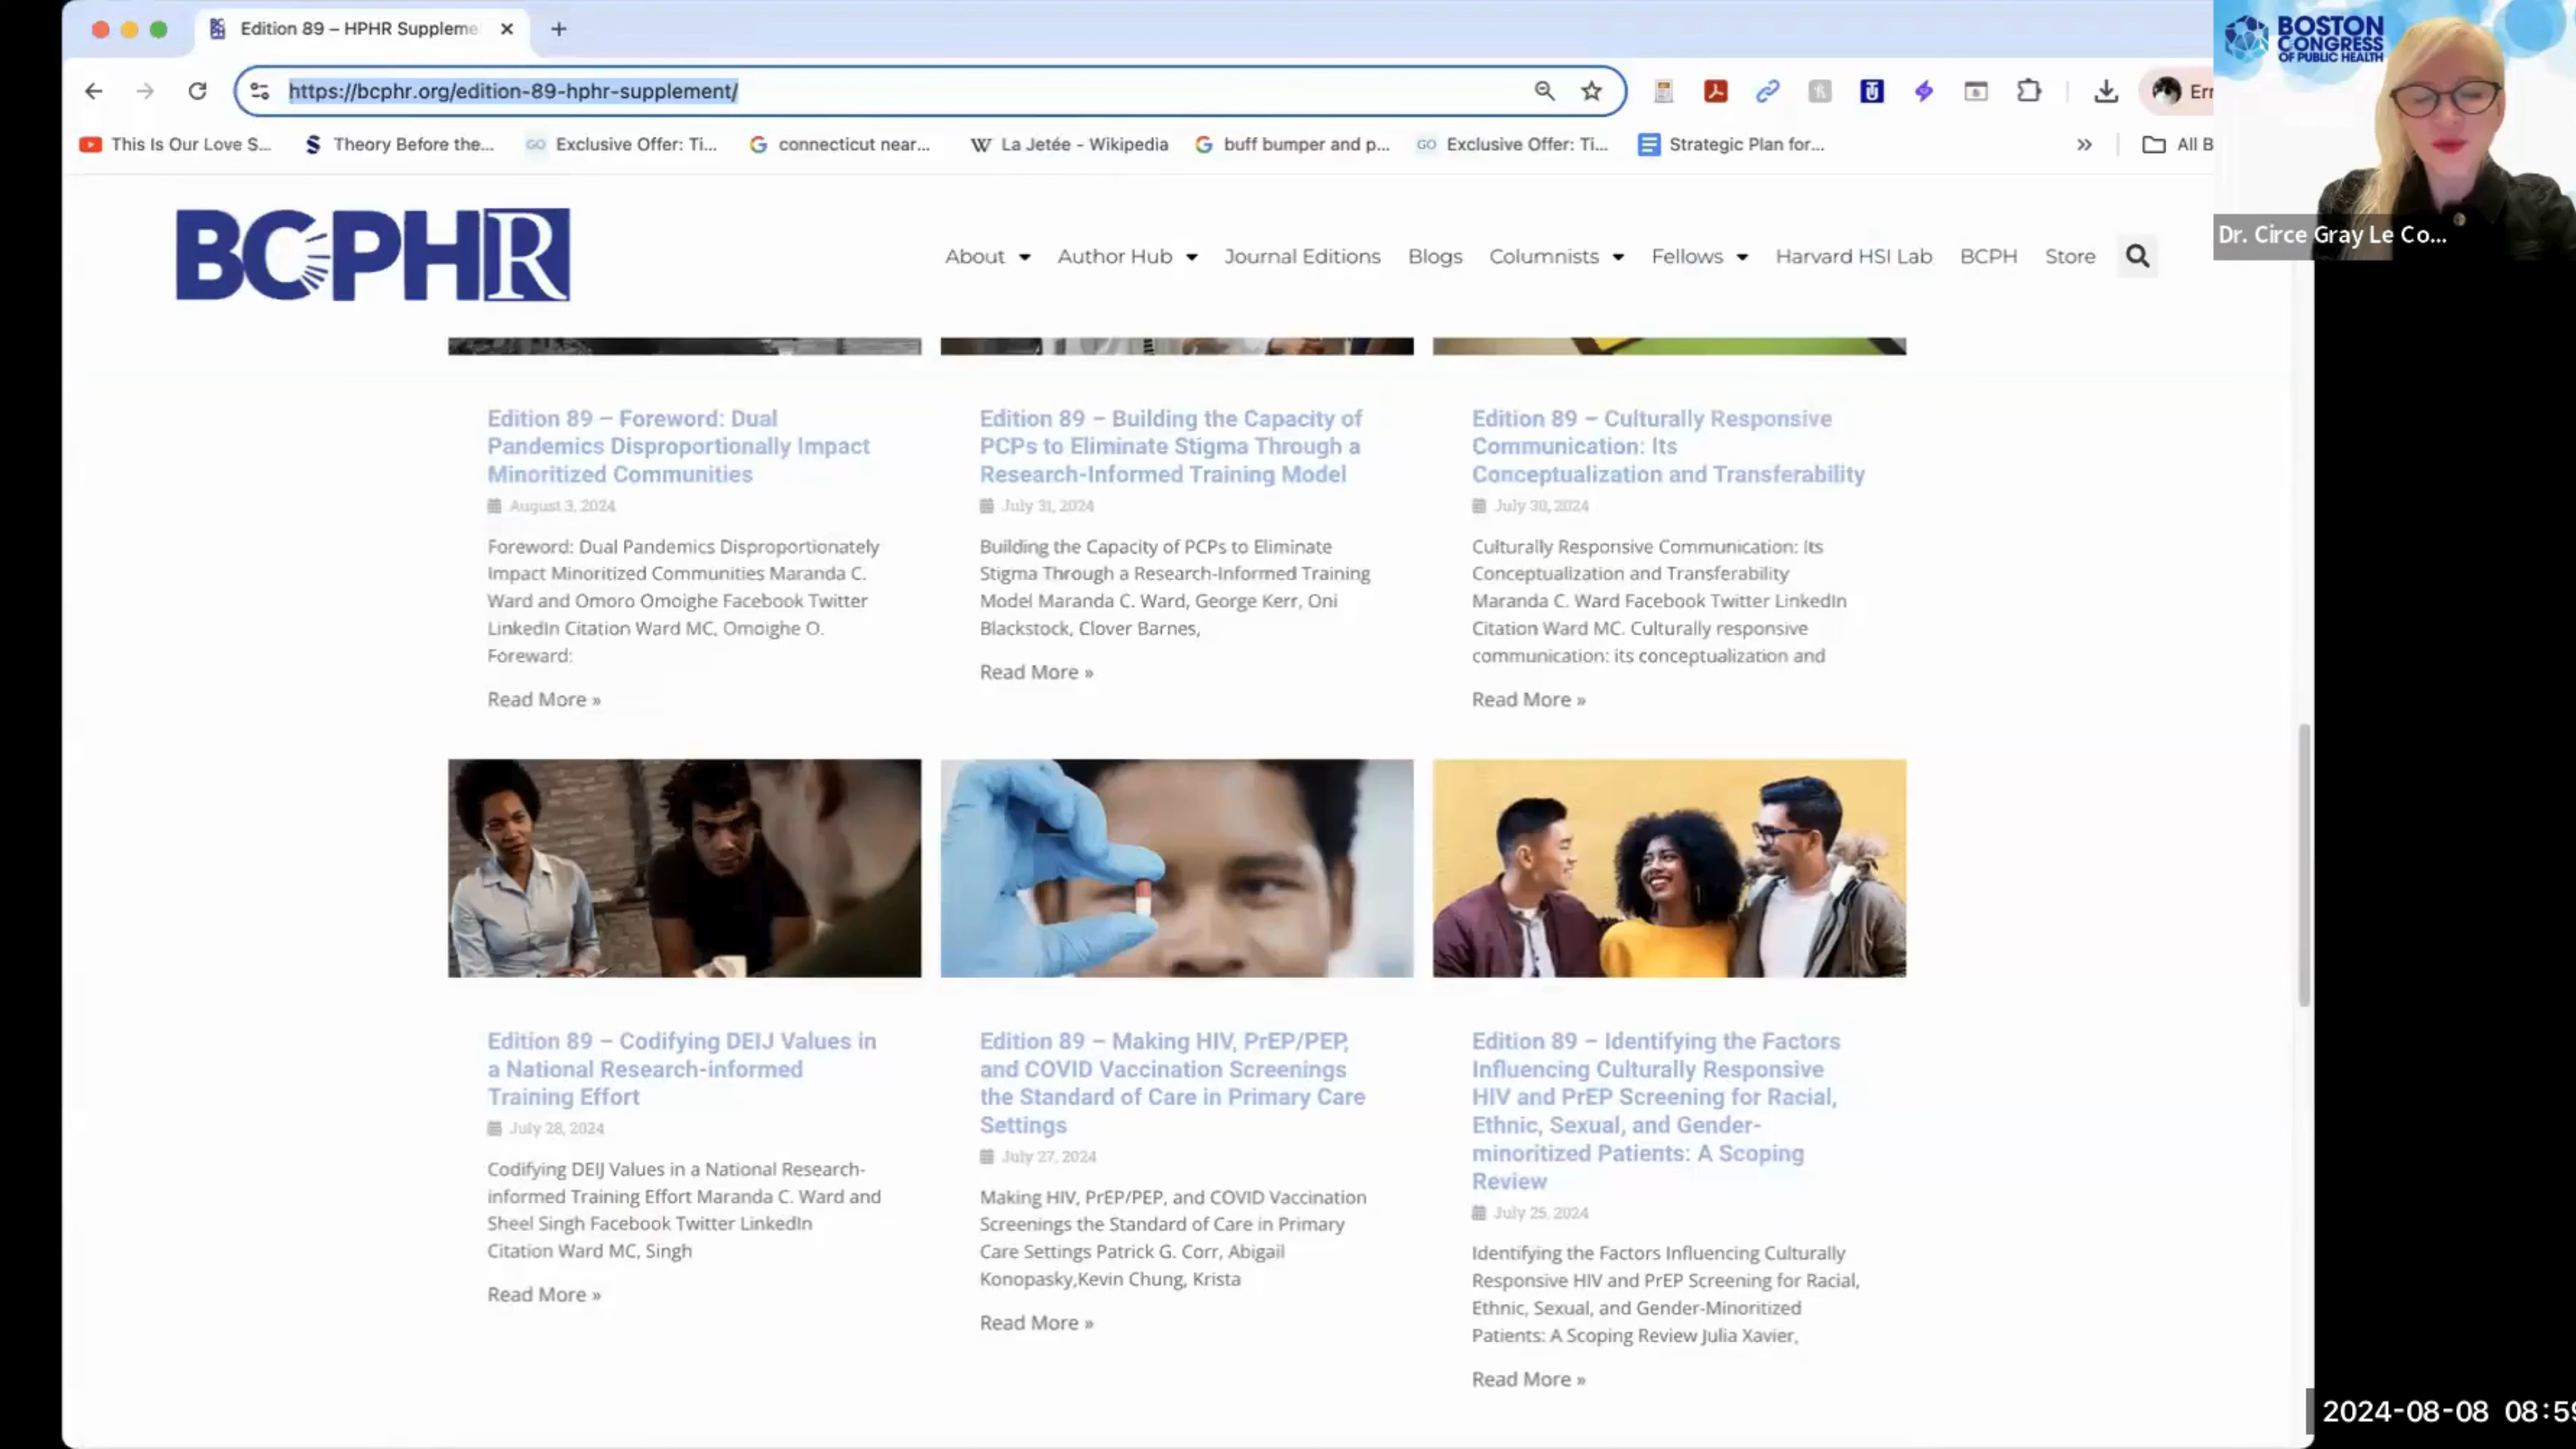 Edition 89 – HPHR Suppleme
https://bcphr.org/edition-89-hphr-supplement/
Err
This Is Our Love S...
Theory Before the...
GO Exclusive Offer: Ti...
connecticut near...
W La Jetée - Wikipedia
buff bumper and p...
GO Exclusive Offer: Ti...
Strategic Plan for...
»
All B
BOSTON
CONGRESS
OF PUBLIC HEALTH
Dr. Circe Gray Le Co...
BCPHR
About
Author Hub
Journal Editions
Blogs
Columnists
Fellows
Harvard HSI Lab
BCPH
Store
Edition 89 – Foreword: Dual
Pandemics Disproportionally Impact
Minoritized Communities
August 3, 2024
Foreword: Dual Pandemics Disproportionately
Impact Minoritized Communities Maranda C.
Ward and Omoro Omoighe Facebook Twitter
LinkedIn Citation Ward MC, Omoighe O.
Foreward:
Read More »
Edition 89 – Building the Capacity of
PCPs to Eliminate Stigma Through a
Research-Informed Training Model
July 31, 2024
Building the Capacity of PCPs to Eliminate
Stigma Through a Research-Informed Training
Model Maranda C. Ward, George Kerr, Oni
Blackstock, Clover Barnes,
Read More »
Edition 89 – Culturally Responsive
Communication: Its
Conceptualization and Transferability
July 30, 2024
Culturally Responsive Communication: Its
Conceptualization and Transferability
Maranda C. Ward Facebook Twitter LinkedIn
Citation Ward MC. Culturally responsive
communication: its conceptualization and
Read More »
Edition 89 – Codifying DEIJ Values in
a National Research-informed
Training Effort
July 28, 2024
Codifying DEIJ Values in a National Research-
informed Training Effort Maranda C. Ward and
Sheel Singh Facebook Twitter LinkedIn
Citation Ward MC, Singh
Read More »
Edition 89 – Making HIV, PrEP/PEP,
and COVID Vaccination Screenings
the Standard of Care in Primary Care
Settings
July 27, 2024
Making HIV, PrEP/PEP, and COVID Vaccination
Screenings the Standard of Care in Primary
Care Settings Patrick G. Corr, Abigail
Konopasky,Kevin Chung, Krista
Read More »
Edition 89 – Identifying the Factors
Influencing Culturally Responsive
HIV and PrEP Screening for Racial,
Ethnic, Sexual, and Gender-
minoritized Patients: A Scoping
Review
July 25, 2024
Identifying the Factors Influencing Culturally
Responsive HIV and PrEP Screening for Racial,
Ethnic, Sexual, and Gender-Minoritized
Patients: A Scoping Review Julia Xavier,
Read More »
2024-08-08 08:59